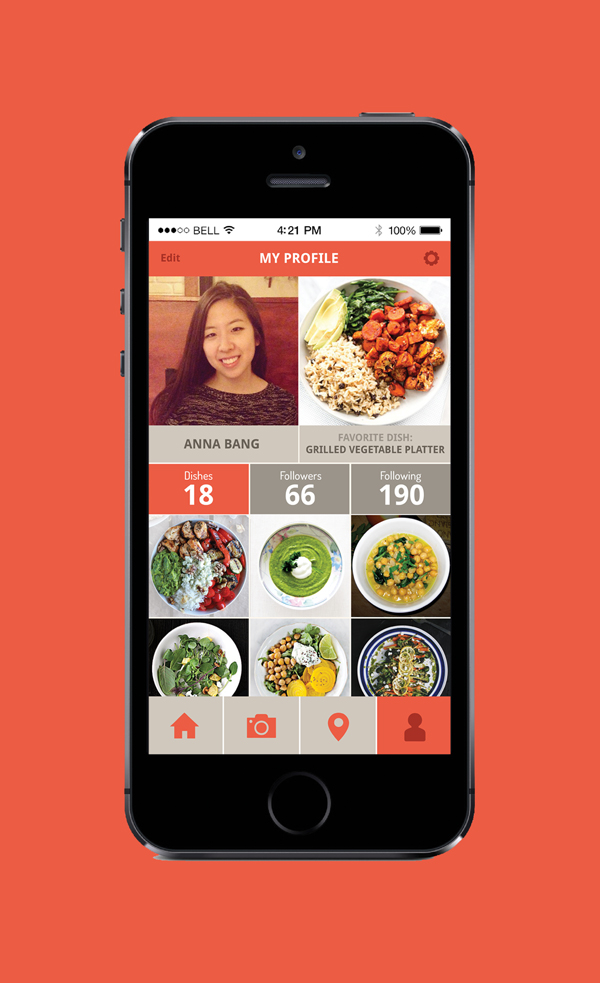 BELL 4:21 PM 100%
Edit MY PROFILE
ANNA BANG
FAVORITE DISH:
GRILLED VEGETABLE PLATTER
Dishes Followers Following
18 66 190